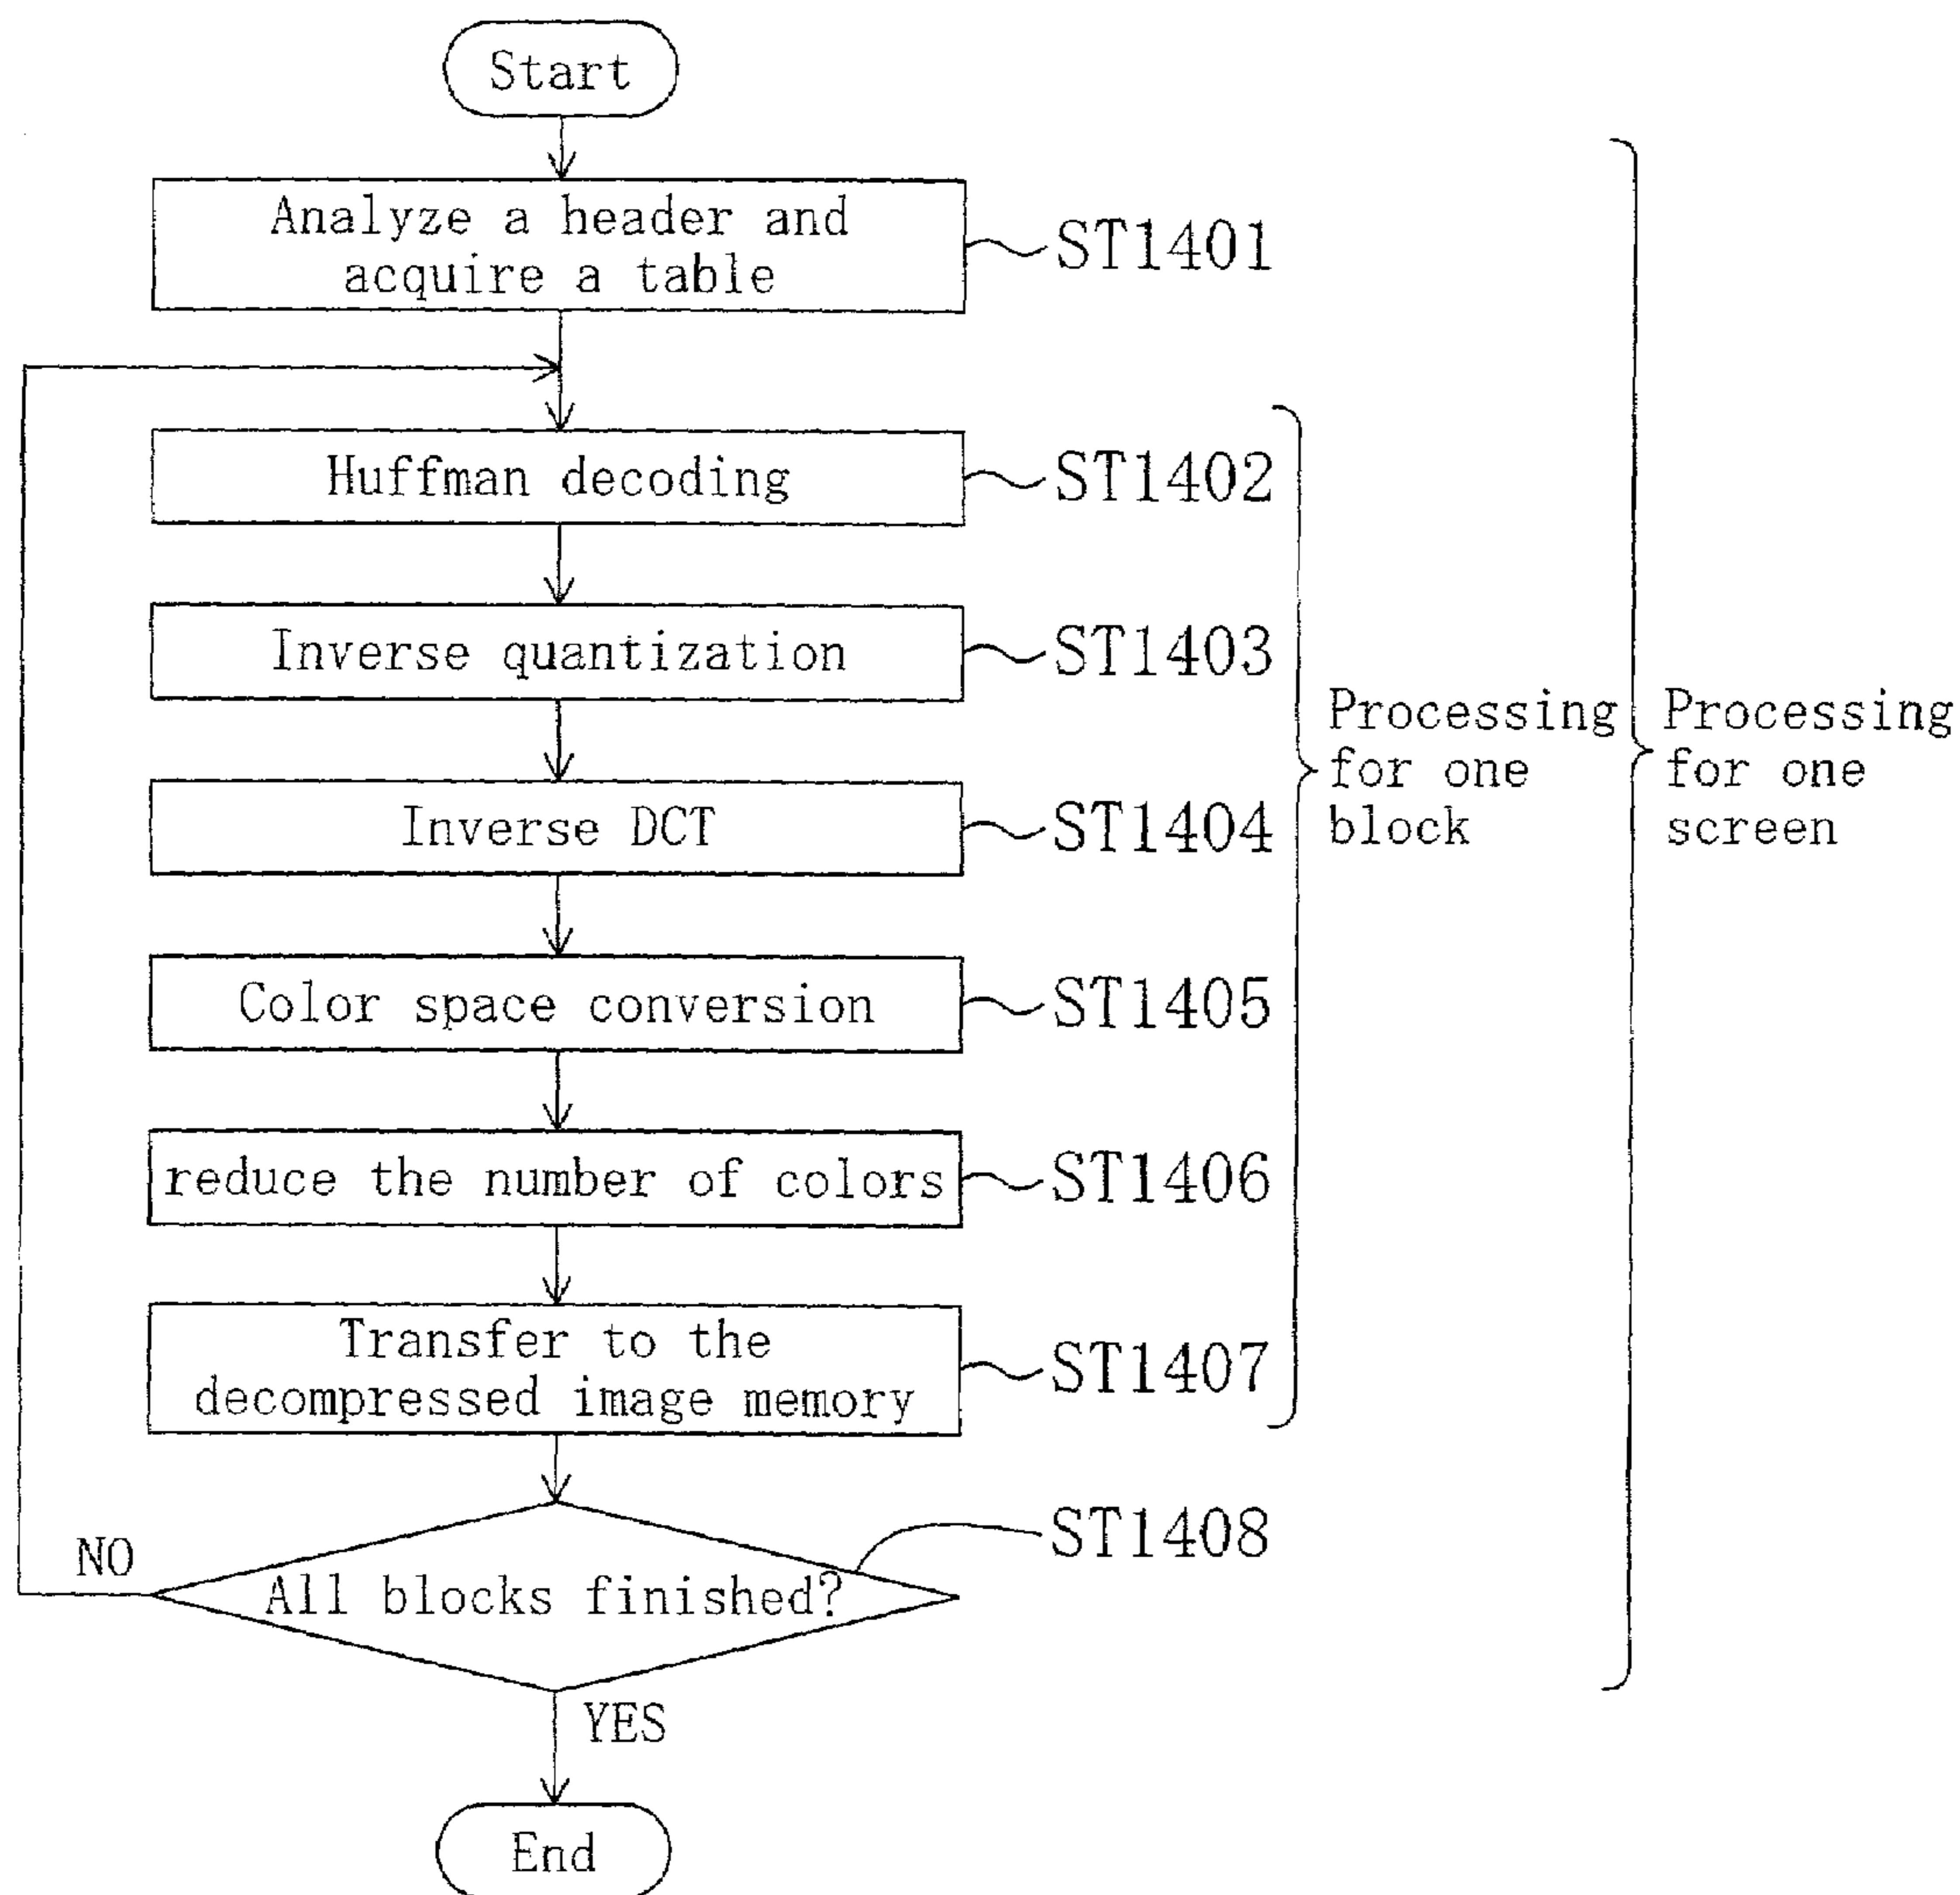 Start
Analyze a header and
acquire a table
ST1401
Huffman decoding
ST1402
Inverse quantization
ST1403
Processing
for one
block
Processing
for one
screen
Inverse DCT
ST1404
Color space conversion
ST1405
reduce the number of colors
ST1406
Transfer to the
decompressed image memory
ST1407
ST1408
NO
All blocks finished?
YES
End